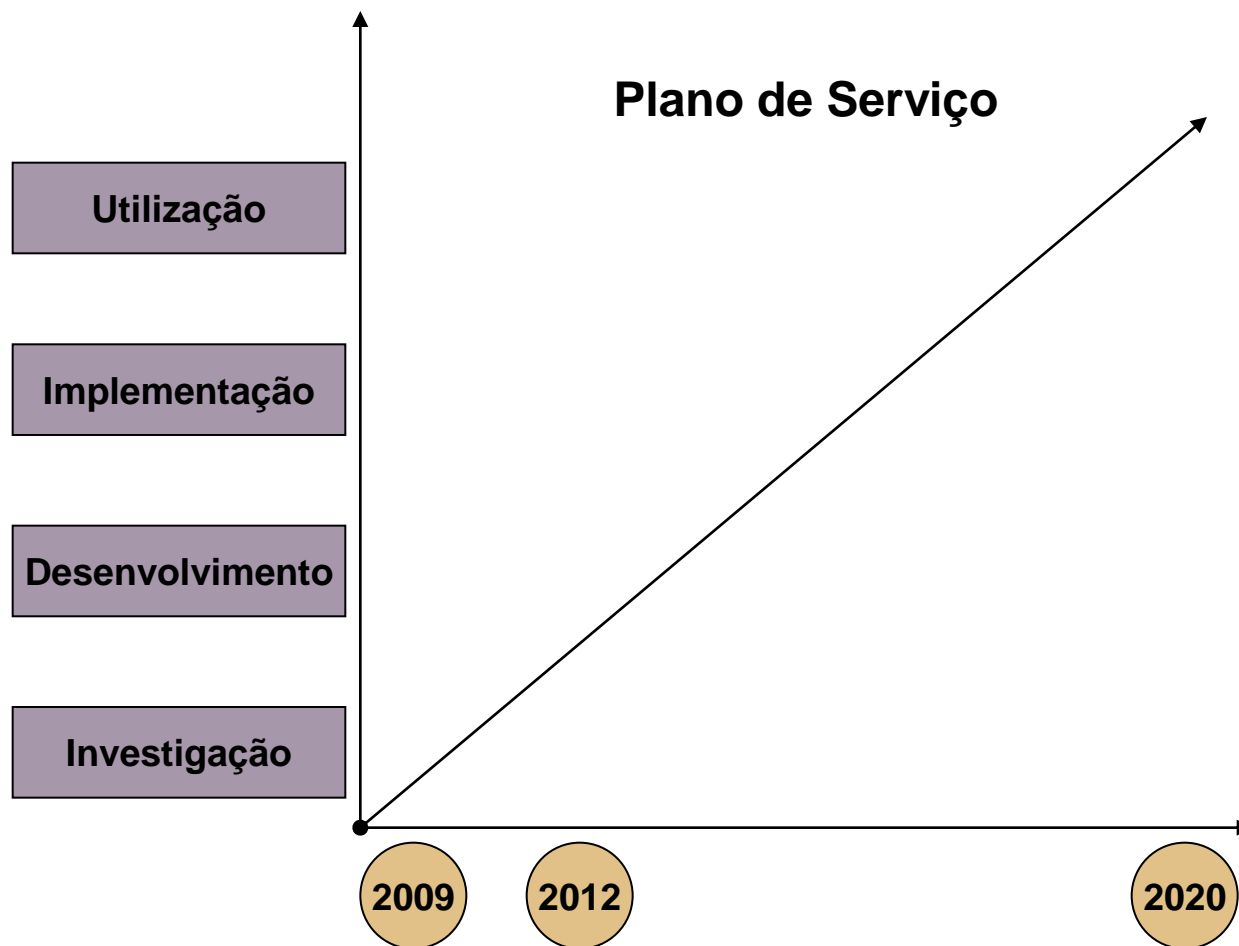 Plano de Serviço
Utilização
Implementação
Desenvolvimento
Investigação
2009
2012
2020